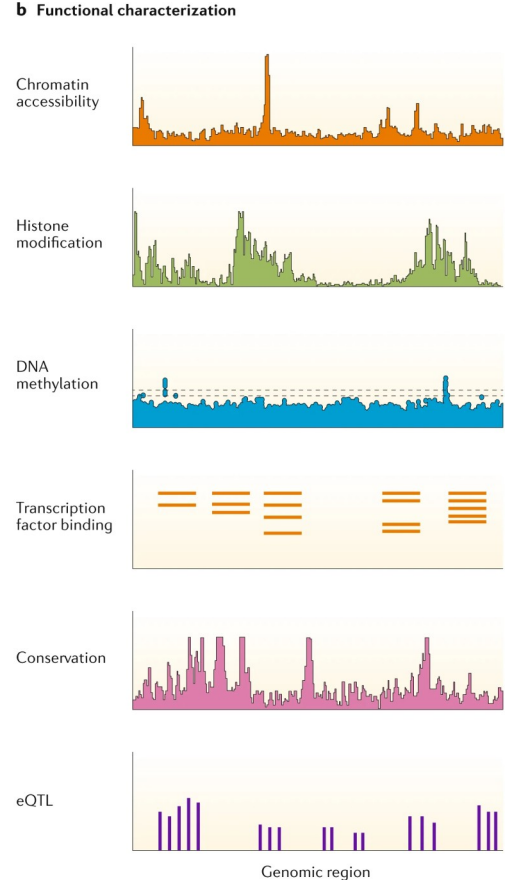 b Functional characterization
Chromatin
accessibility
Histone
modification
DNA
methylation
Transcription
factor binding
Conservation
eQTL
Genomic region